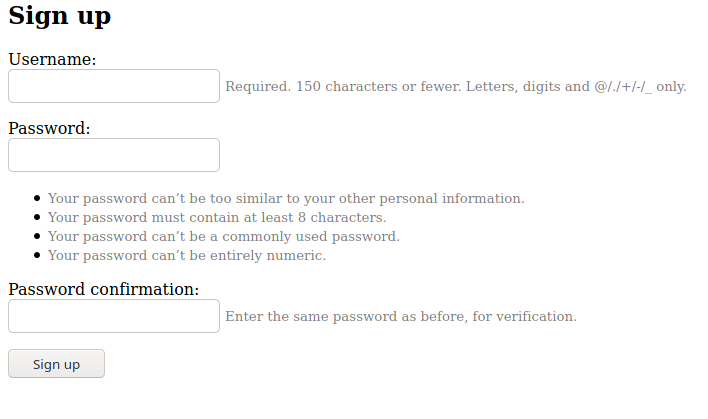 Sign up
Username:
Required. 150 characters or fewer. Letters, digits and @/./+/-/_ only.
Password:
Your password can’t be too similar to your other personal information.
Your password must contain at least 8 characters.
Your password can’t be a commonly used password.
Your password can’t be entirely numeric.
Password confirmation:
Enter the same password as before, for verification.
Sign up